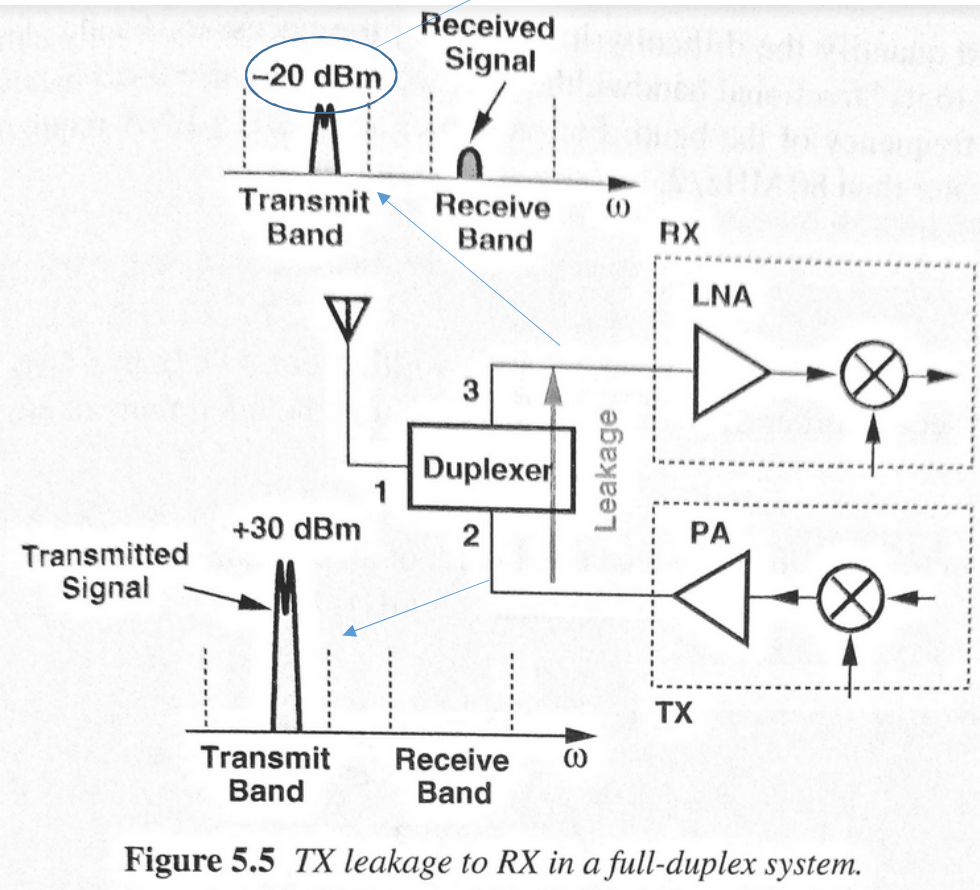 Received
Signal
–20 dBm
Transmit
Band
Receive
Band
ω
RX
LNA
3
Duplexer
Leakage
1
2
+30 dBm
Transmitted
Signal
PA
TX
Transmit
Band
Receive
Band
ω
Figure 5.5 TX leakage to RX in a full-duplex system.